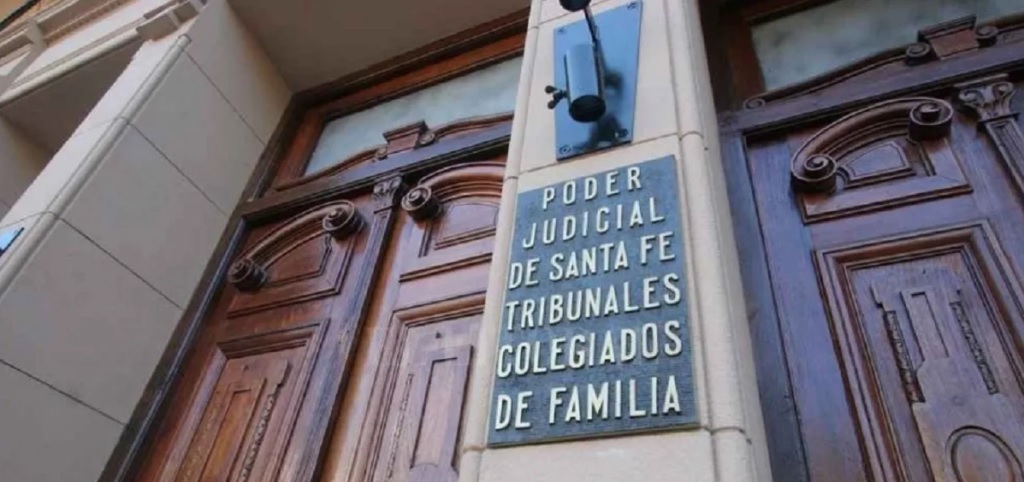 PODER
JUDICIAL
DE SANTA FE
TRIBUNALES
COLEGIADOS
DE FAMILIA